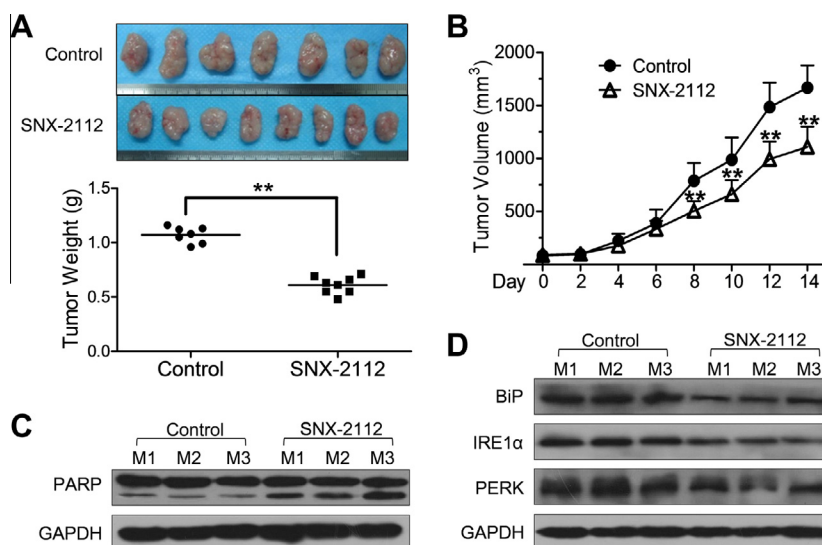 A
Control
SNX-2112
Tumor Weight (g)
1.5
1.0
0.5
0.0
**
Control
SNX-2112
B
Tumor Volume (mm³)
2000
1500
1000
500
Control
SNX-2112
**
**
**
**
Day
0 2 4 6 8 10 12 14
C
Control SNX-2112
M1 M2 M3 M1 M2 M3
PARP
GAPDH
D
Control SNX-2112
M1 M2 M3 M1 M2 M3
BiP
IRE1α
PERK
GAPDH